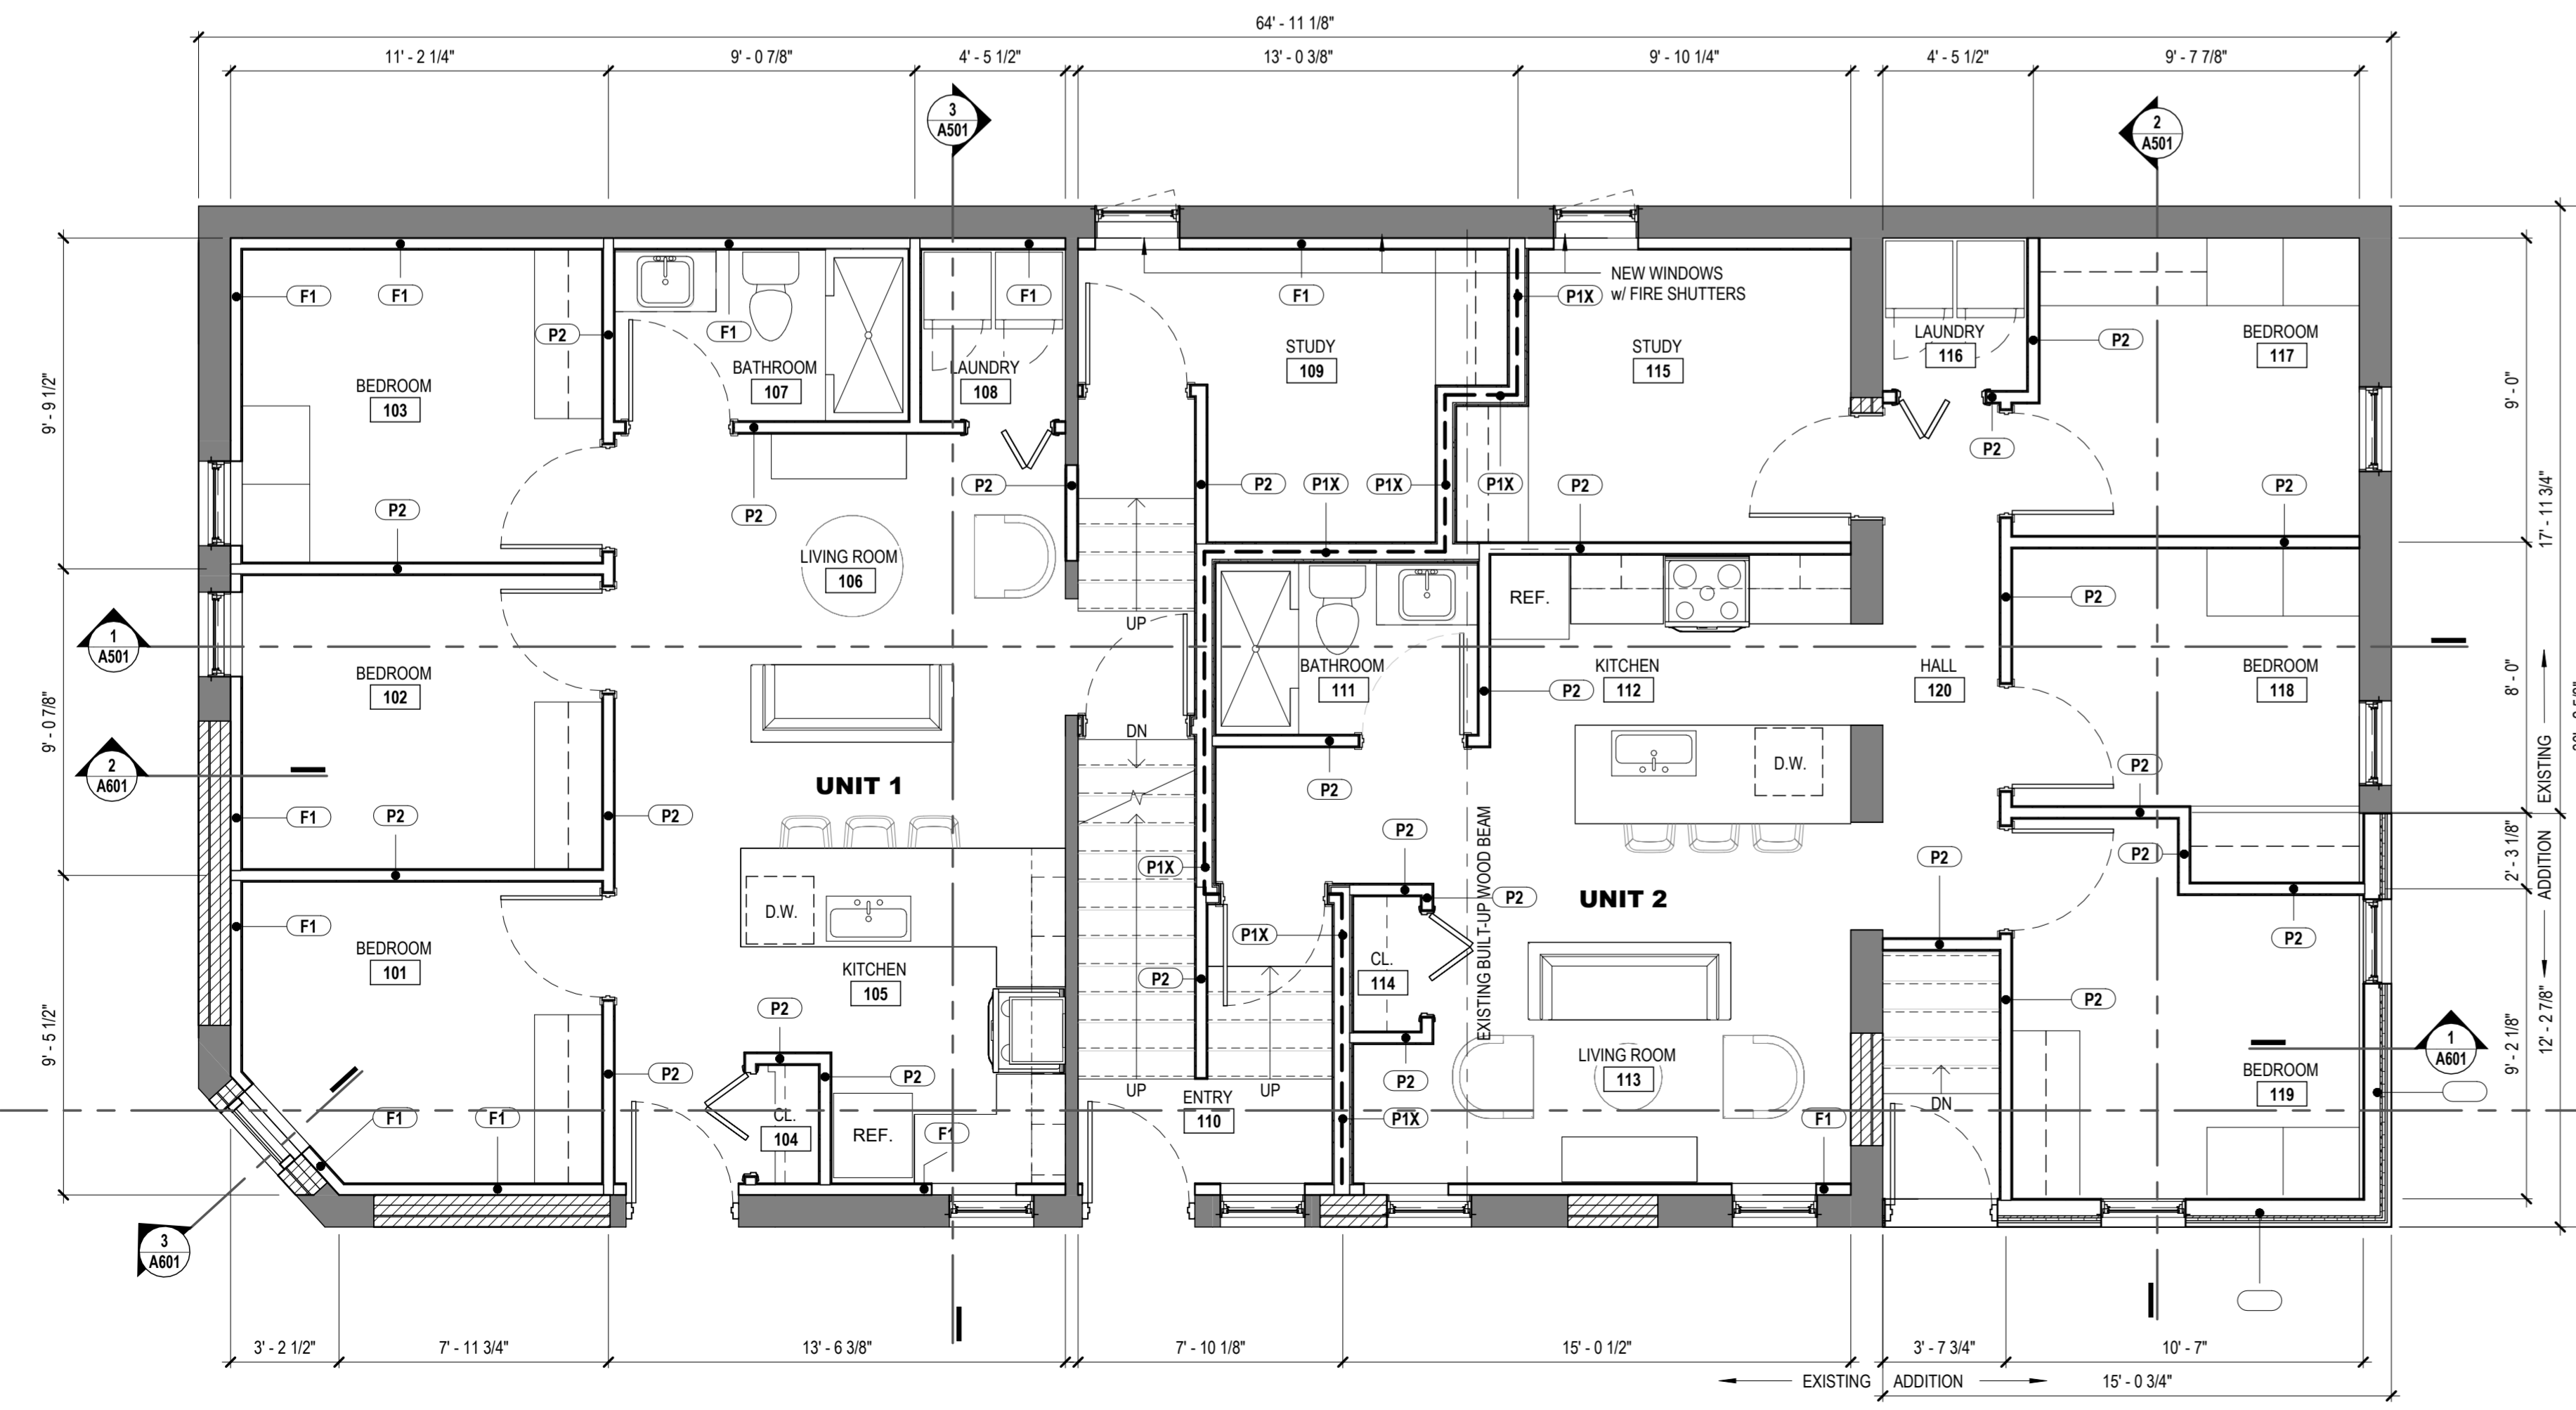 64' - 11 1/8"
11' - 2 1/4"
9' - 0 7/8"
4' - 5 1/2"
13' - 0 3/8"
9' - 10 1/4"
4' - 5 1/2"
9' - 7 7/8"
3
A501
2
A501
NEW WINDOWS
w/ FIRE SHUTTERS
F1
F1
F1
F1
P1X
F1
P2
P2
BATHROOM
107
LAUNDRY
108
STUDY
109
STUDY
115
LAUNDRY
116
BEDROOM
117
BEDROOM
103
9' - 9 1/2"
9' - 0"
17' - 11 3/4"
P2
P2
P2
P2
P1X
P1X
P1X
P2
P2
P2
LIVING ROOM
106
REF.
P2
UP
1
A501
BEDROOM
102
BATHROOM
111
P2
KITCHEN
112
HALL
120
BEDROOM
118
8' - 0"
EXISTING
9' - 0 7/8"
2
A601
DN
D.W.
UNIT 1
P2
P2
F1
P2
P2
P2
P1X
P2
P2
2' - 3 1/8"
ADDITION
EXISTING BUILT-UP WOOD BEAM
D.W.
UNIT 2
P2
F1
P1X
P2
BEDROOM
101
KITCHEN
105
CL.
114
P2
P2
9' - 5 1/2"
P2
9' - 2 1/8"
12' - 2 7/8"
1
A601
P2
P2
P2
LIVING ROOM
113
BEDROOM
119
UP
UP
ENTRY
110
DN
F1
F1
CL.
104
REF.
F1
P1X
F1
3
A601
3' - 2 1/2"
7' - 11 3/4"
13' - 6 3/8"
7' - 10 1/8"
15' - 0 1/2"
3' - 7 3/4"
10' - 7"
EXISTING
ADDITION
15' - 0 3/4"